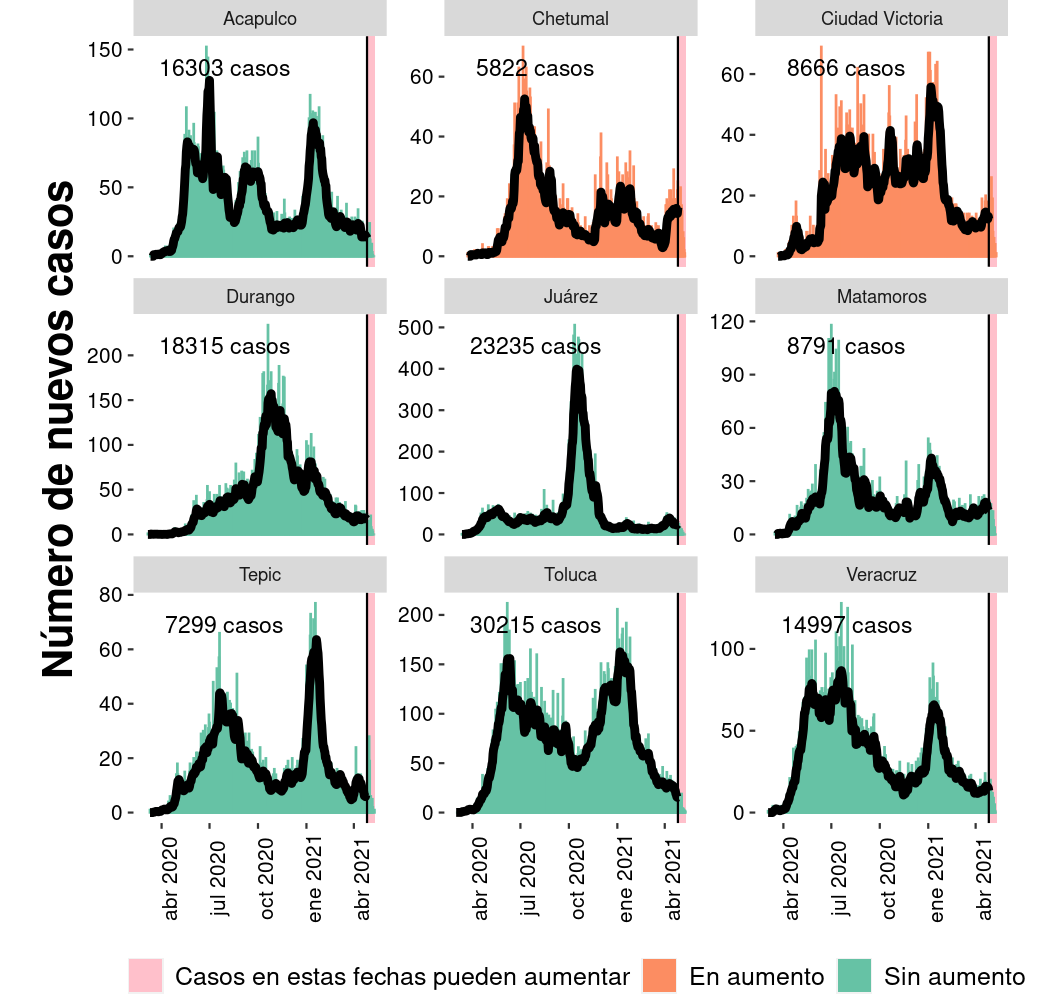 Número de nuevos casos
Acapulco
Chetumal
Ciudad Victoria
150
100
50
0
16303 casos
60
40
20
0
5822 casos
60
40
20
0
8666 casos
Durango
Juárez
Matamoros
200
150
100
50
0
18315 casos
500
400
300
200
100
0
23235 casos
120
90
60
30
0
8791 casos
Tepic
Toluca
Veracruz
80
60
40
20
0
7299 casos
200
150
100
50
0
30215 casos
100
50
0
14997 casos
abr 2020
jul 2020
oct 2020
ene 2021
abr 2021
abr 2020
jul 2020
oct 2020
ene 2021
abr 2021
abr 2020
jul 2020
oct 2020
ene 2021
abr 2021
Casos en estas fechas pueden aumentar
En aumento
Sin aumento